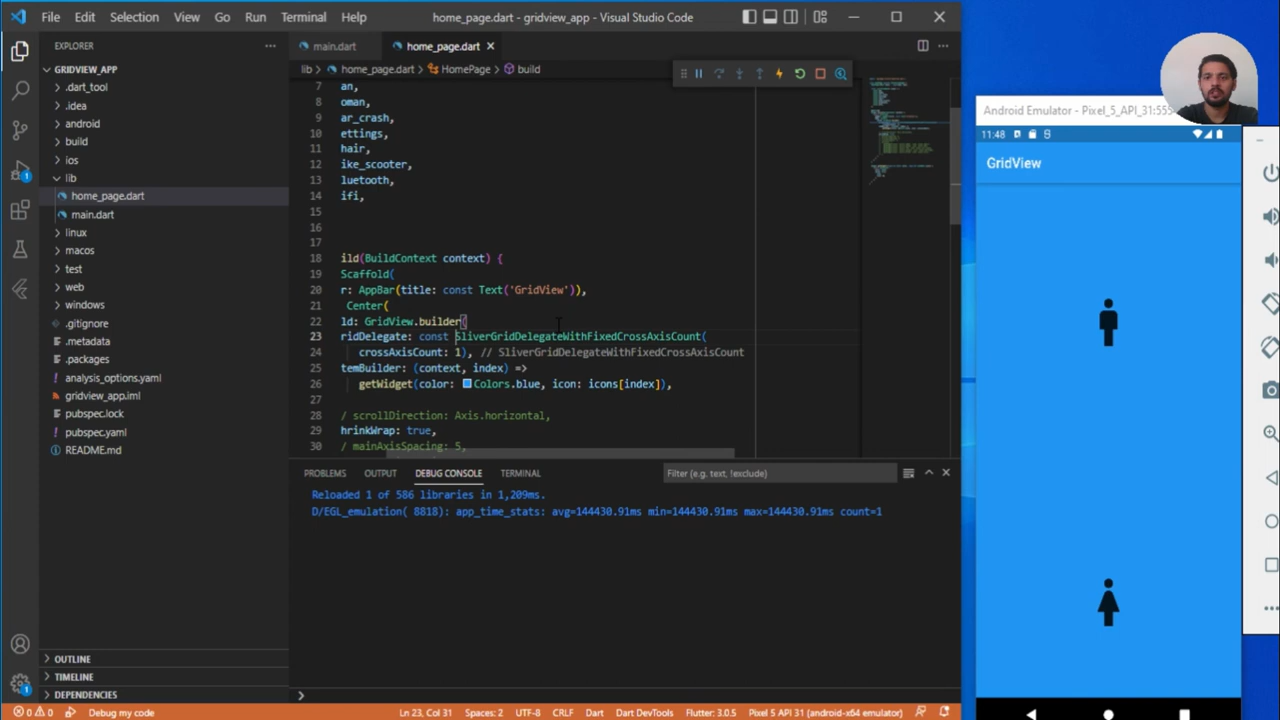 File Edit Selection View Go Run Terminal Help
home_page.dart - gridview_app - Visual Studio Code
EXPLORER
GRIDVIEW_APP
.dart_tool
.idea
android
build
ios
lib
home_page.dart
main.dart
linux
macos
test
web
windows
.gitignore
.metadata
.packages
analysis_options.yaml
gridview_app.iml
pubspec.lock
pubspec.yaml
README.md
OUTLINE
TIMELINE
DEPENDENCIES
main.dart home_page.dart
lib > home_page.dart > HomePage > build
7 an,
8 oman,
9 ar_crash,
10 ettings,
11 hair,
12 ike_scooter,
13 luetooth,
14 ifi,
15
16
17
18 ild(BuildContext context) {
19 Scaffold(
20 r: AppBar(title: const Text('GridView')),
21 Center(
22 ld: GridView.builder(
23 ridDelegate: const SliverGridDelegateWithFixedCrossAxisCount(
24 crossAxisCount: 1), // SliverGridDelegateWithFixedCrossAxisCount
25 temBuilder: (context, index) =>
26 getWidget(color: Colors.blue, icon: icons[index]),
27
28 / scrollDirection: Axis.horizontal,
29 hrinkWrap: true,
30 / mainAxisSpacing: 5,
PROBLEMS OUTPUT DEBUG CONSOLE TERMINAL
Filter (e.g. text, !exclude)
Reloaded 1 of 586 libraries in 1,209ms.
D/EGL_emulation( 8818): app_time_stats: avg=144430.91ms min=144430.91ms max=144430.91ms count=1
0 0 Debug my code
Ln 23, Col 31 Spaces: 2 UTF-8 CRLF Dart Dart DevTools Flutter: 3.0.5 Pixel 5 API 31 (android-x64 emulator)
Android Emulator - Pixel_5_API_31:555
11:48
GridView